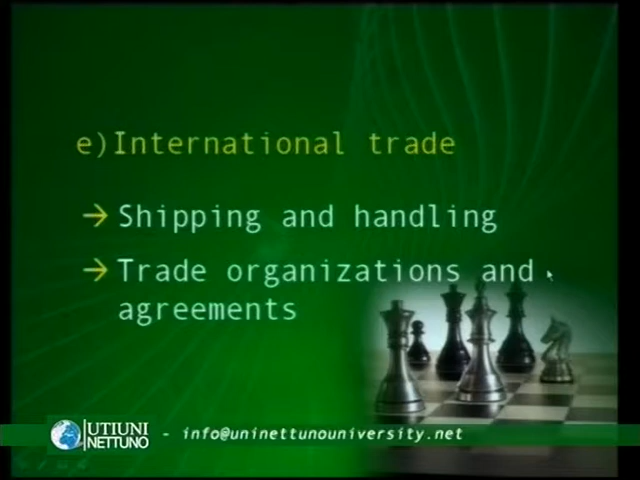 e)International trade
→ Shipping and handling
→ Trade organizations and
agreements
UTIUNI
NETTUNO
- info@uninettunouniversity.net